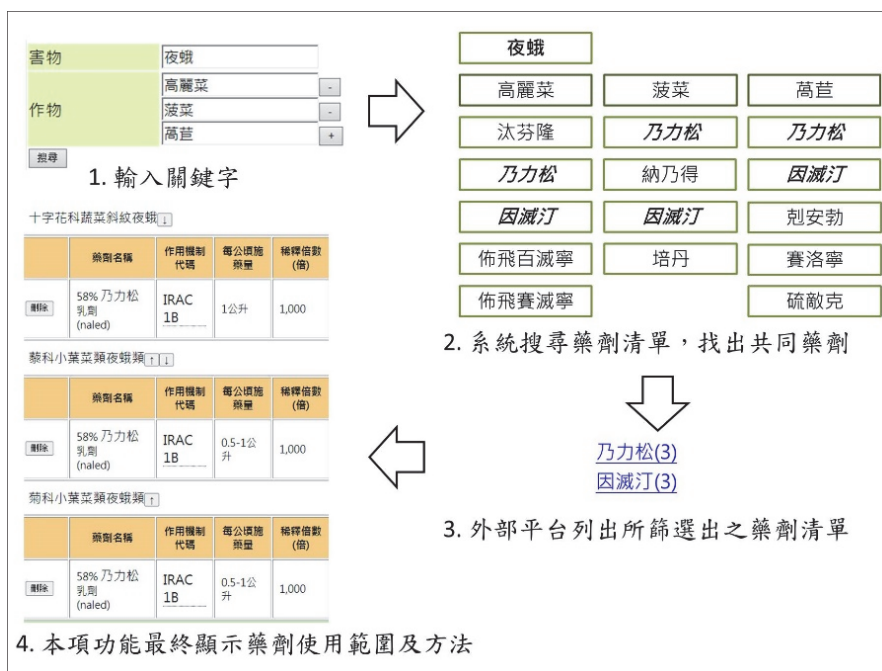 害物
夜蛾
作物
高麗菜
-
菠菜
-
萵苣
+
搜尋
1. 輸入關鍵字
夜蛾
高麗菜 菠菜 萵苣
汰芬隆 乃力松 乃力松
乃力松 納乃得 因滅汀
因滅汀 因滅汀 剋安勃
佈飛百滅寧 培丹 賽洛寧
佈飛賽滅寧 硫敵克
2. 系統搜尋藥劑清單，找出共同藥劑
乃力松(3)
因滅汀(3)
3. 外部平台列出所篩選出之藥劑清單
十字花科蔬菜斜紋夜蛾↓
藥劑名稱 作用機制代碼 每公頃施藥量 稀釋倍數(倍)
刪除 58% 乃力松乳劑(naled) IRAC 1B 1公升 1,000
藜科小葉菜類夜蛾類↑↓
藥劑名稱 作用機制代碼 每公頃施藥量 稀釋倍數(倍)
刪除 58% 乃力松乳劑(naled) IRAC 1B 0.5-1公升 1,000
菊科小葉菜類夜蛾類↑
藥劑名稱 作用機制代碼 每公頃施藥量 稀釋倍數(倍)
刪除 58% 乃力松乳劑(naled) IRAC 1B 0.5-1公升 1,000
4. 本項功能最終顯示藥劑使用範圍及方法